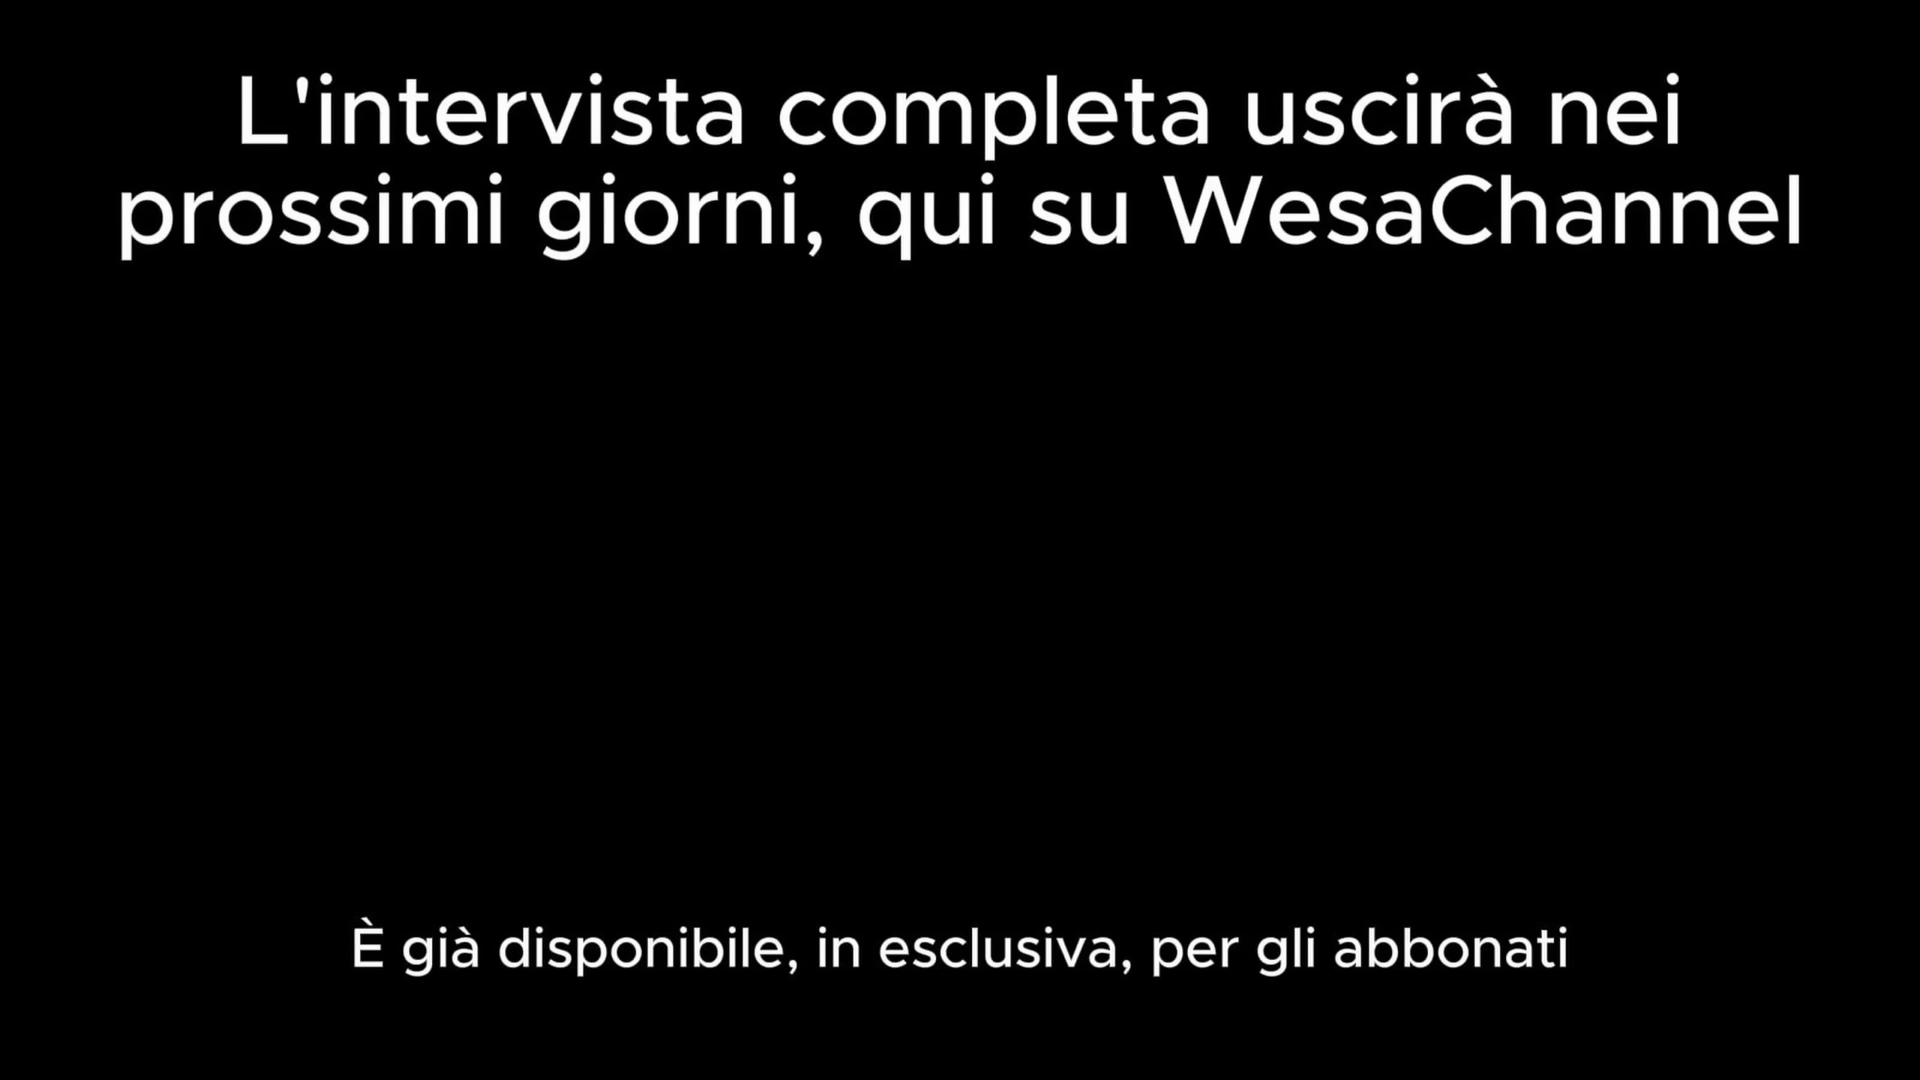 L'intervista completa uscirà nei
prossimi giorni, qui su WesaChannel
È già disponibile, in esclusiva, per gli abbonati